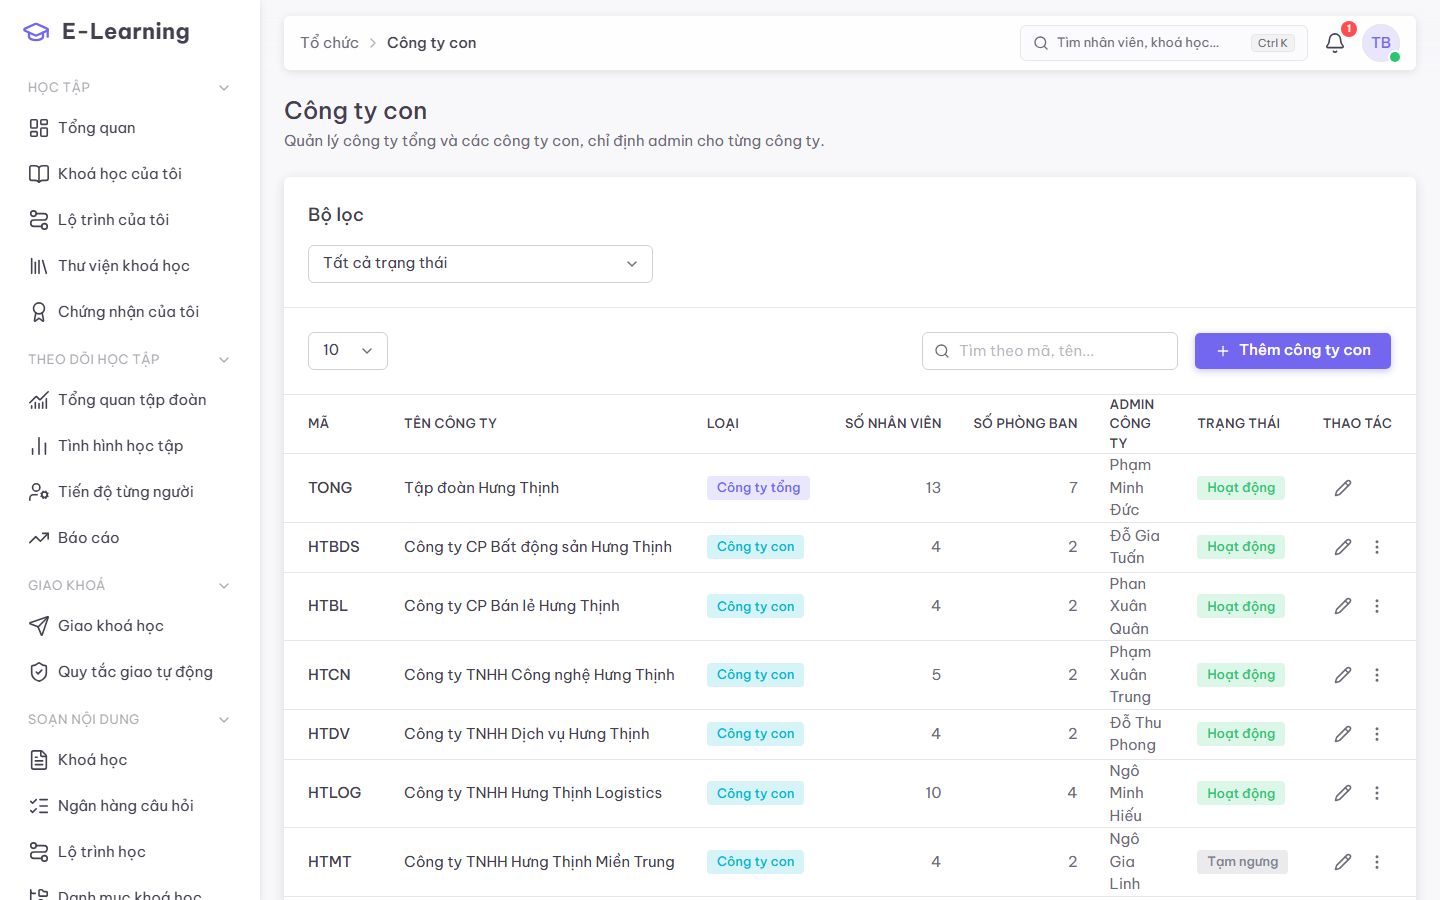 E-Learning
HỌC TẬP
Tổng quan
Khoá học của tôi
Lộ trình của tôi
Thư viện khoá học
Chứng nhận của tôi
THEO DÕI HỌC TẬP
Tổng quan tập đoàn
Tình hình học tập
Tiến độ từng người
Báo cáo
GIAO KHOÁ
Giao khoá học
Quy tắc giao tự động
SOẠN NỘI DUNG
Khoá học
Ngân hàng câu hỏi
Lộ trình học
Danh mục khoá học
Tổ chức
Công ty con
Tìm nhân viên, khoá học...
Ctrl K
1
TB
Công ty con
Quản lý công ty tổng và các công ty con, chỉ định admin cho từng công ty.
Bộ lọc
Tất cả trạng thái
10
Tìm theo mã, tên...
Thêm công ty con
MÃ TÊN CÔNG TY LOẠI SỐ NHÂN VIÊN SỐ PHÒNG BAN ADMIN CÔNG TY TRẠNG THÁI THAO TÁC
TONG Tập đoàn Hưng Thịnh Công ty tổng 13 7 Phạm Minh Đức Hoạt động
HTBDS Công ty CP Bất động sản Hưng Thịnh Công ty con 4 2 Đỗ Gia Tuấn Hoạt động
HTBL Công ty CP Bán lẻ Hưng Thịnh Công ty con 4 2 Phan Xuân Quân Hoạt động
HTCN Công ty TNHH Công nghệ Hưng Thịnh Công ty con 5 2 Phạm Xuân Trung Hoạt động
HTDV Công ty TNHH Dịch vụ Hưng Thịnh Công ty con 4 2 Đỗ Thu Phong Hoạt động
HTLOG Công ty TNHH Hưng Thịnh Logistics Công ty con 10 4 Ngô Minh Hiếu Hoạt động
HTMT Công ty TNHH Hưng Thịnh Miền Trung Công ty con 4 2 Ngô Gia Linh Tạm ngưng